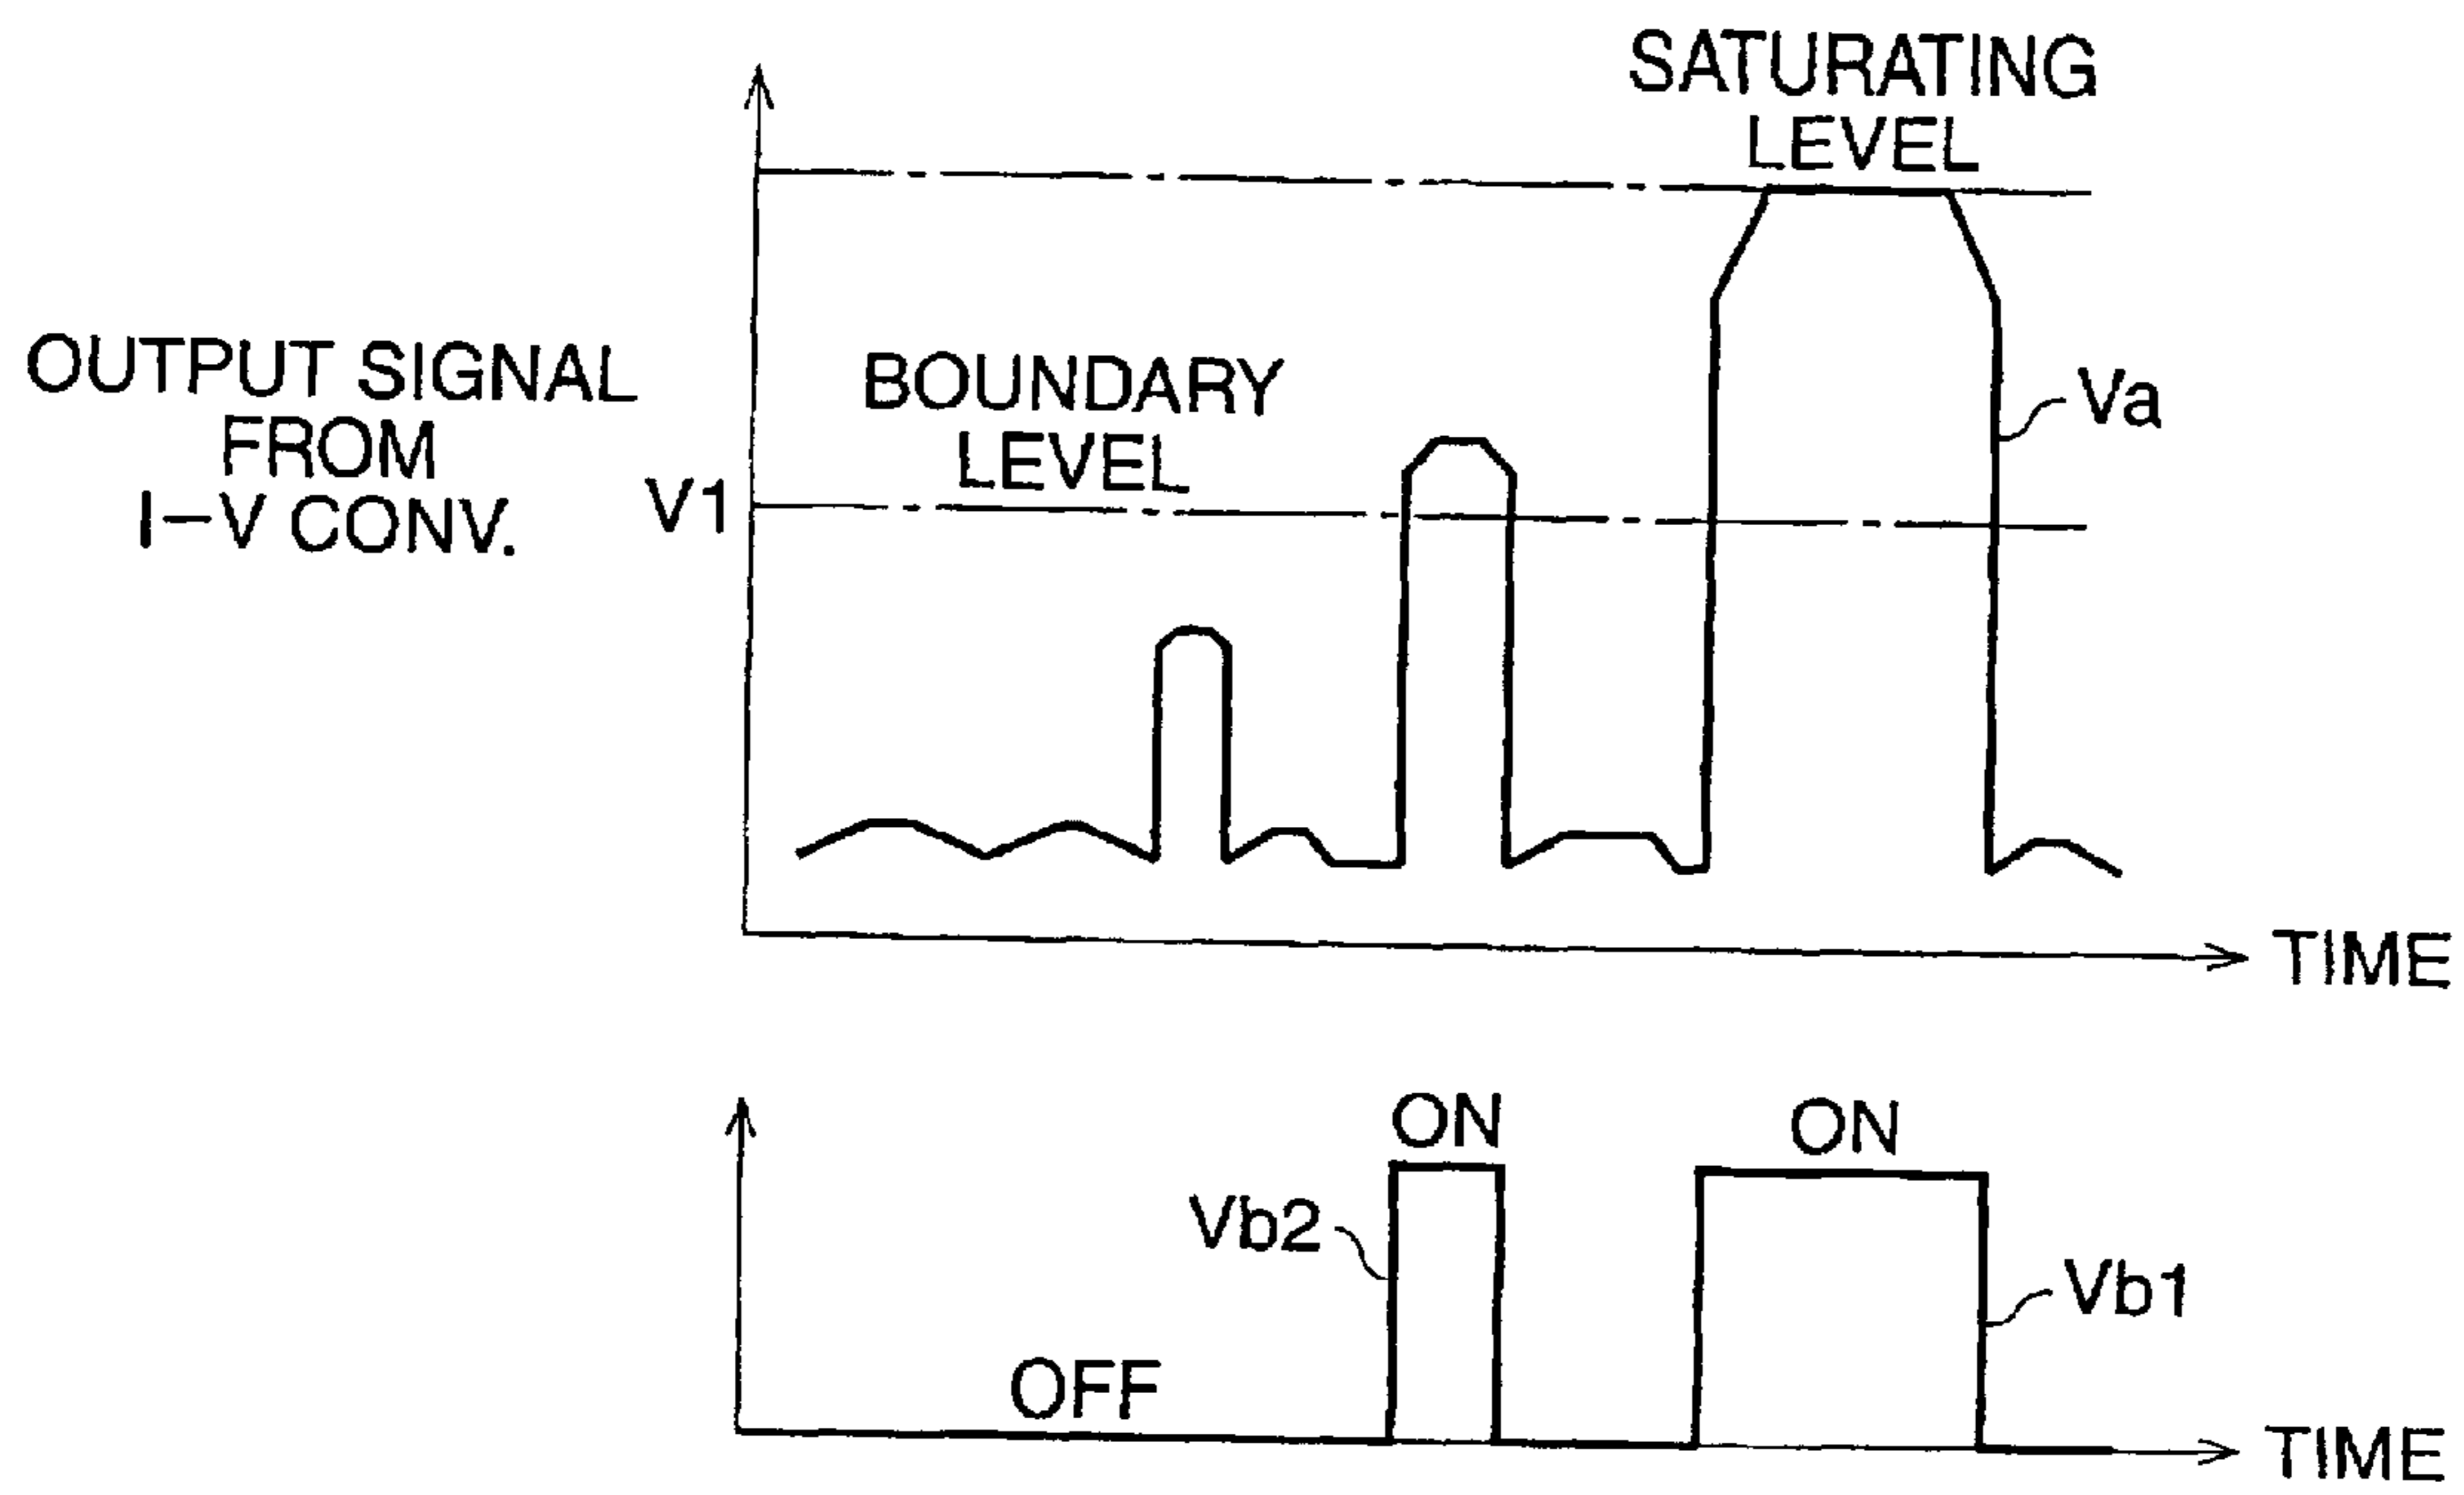 SATURATING
LEVEL
OUTPUT SIGNAL
FROM
I-V CONV.
BOUNDARY
LEVEL
V1
Va
TIME
ON
ON
Vb2
Vb1
OFF
TIME